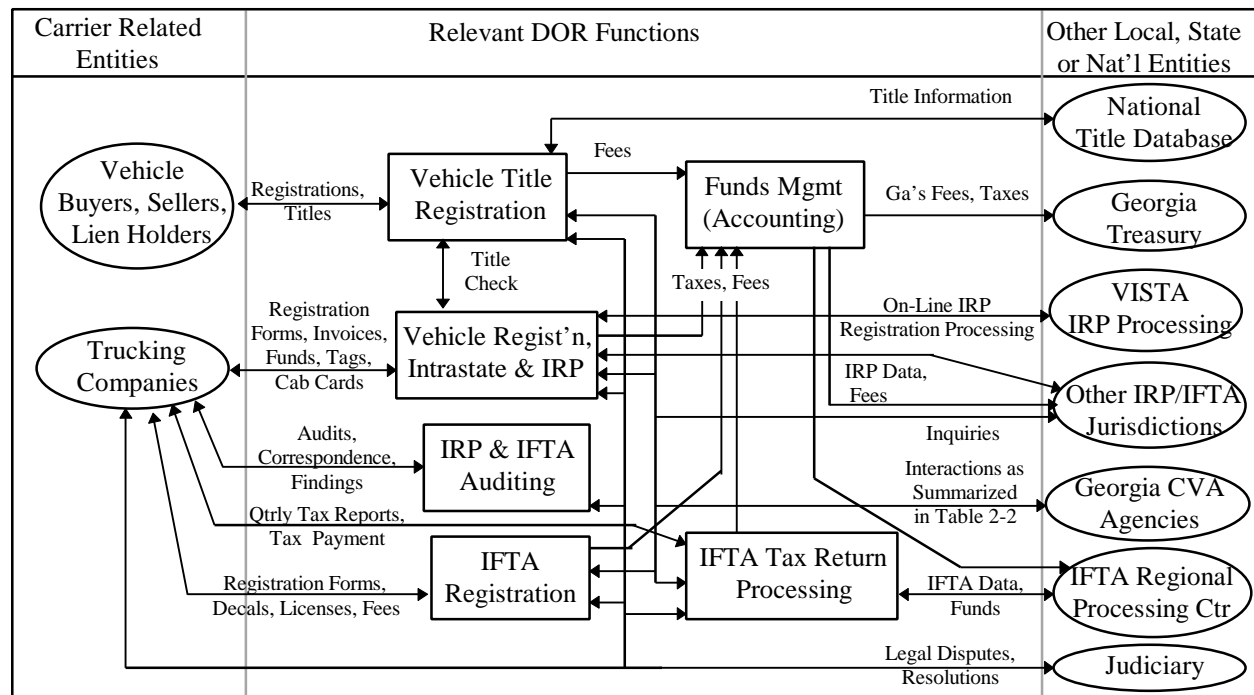 Carrier Related
Entities
Relevant DOR Functions
Other Local, State
or Nat'l Entities
Title Information
National
Title Database
Fees
Vehicle
Buyers, Sellers,
Lien Holders
Registrations,
Titles
Vehicle Title
Registration
Funds Mgmt
(Accounting)
Ga's Fees, Taxes
Georgia
Treasury
Title
Check
Taxes, Fees
Registration
Forms, Invoices,
Funds, Tags,
Cab Cards
Vehicle Regist'n,
Intrastate & IRP
On-Line IRP
Registration Processing
VISTA
IRP Processing
Trucking
Companies
IRP Data,
Fees
Other IRP/IFTA
Jurisdictions
Audits,
Correspondence,
Findings
IRP & IFTA
Auditing
Inquiries
Interactions as
Summarized
in Table 2-2
Georgia CVA
Agencies
Qtrly Tax Reports,
Tax Payment
IFTA
Registration
IFTA Tax Return
Processing
Registration Forms,
Decals, Licenses, Fees
IFTA Data,
Funds
IFTA Regional
Processing Ctr
Legal Disputes,
Resolutions
Judiciary